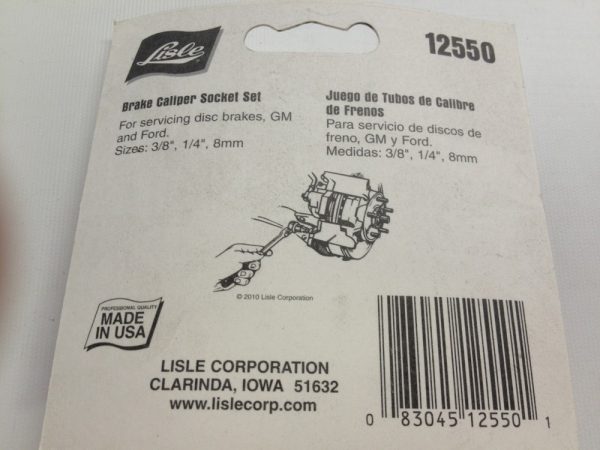 Lisle
12550
Brake Caliper Socket Set
For servicing disc brakes, GM
and Ford.
Sizes: 3/8", 1/4", 8mm
Juego de Tubos de Calibre
de Frenos
Para servicio de discos de
freno, GM y Ford.
Medidas: 3/8", 1/4", 8mm
© 2010 Lisle Corporation
PROFESSIONAL QUALITY
MADE
IN USA
LISLE CORPORATION
CLARINDA, IOWA 51632
www.lislecorp.com
0 83045 12550 1